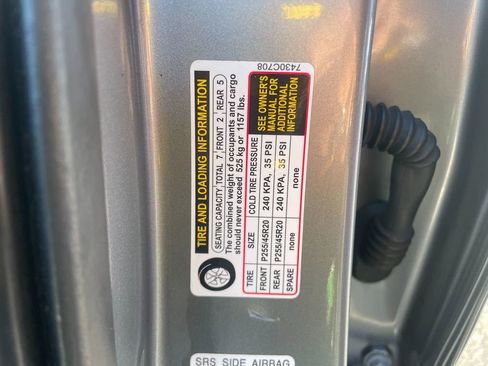 TIRE AND LOADING INFORMATION
SEATING CAPACITY TOTAL 7 FRONT 2 REAR 5
The combined weight of occupants and cargo
should never exceed 525 kg or 1157 lbs.
TIRE SIZE COLD TIRE PRESSURE
FRONT P255/45R20 240 KPA, 35 PSI
REAR P255/45R20 240 KPA, 35 PSI
SPARE none none
SEE OWNER'S
MANUAL FOR
ADDITIONAL
INFORMATION
7430C708
SRS SIDE AIRBAG